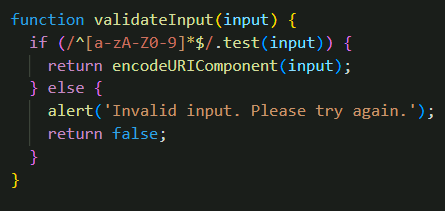 function validateInput(input) {
  if (/^[a-zA-Z0-9]*$/.test(input)) {
    return encodeURIComponent(input);
  } else {
    alert('Invalid input. Please try again.');
    return false;
  }
}